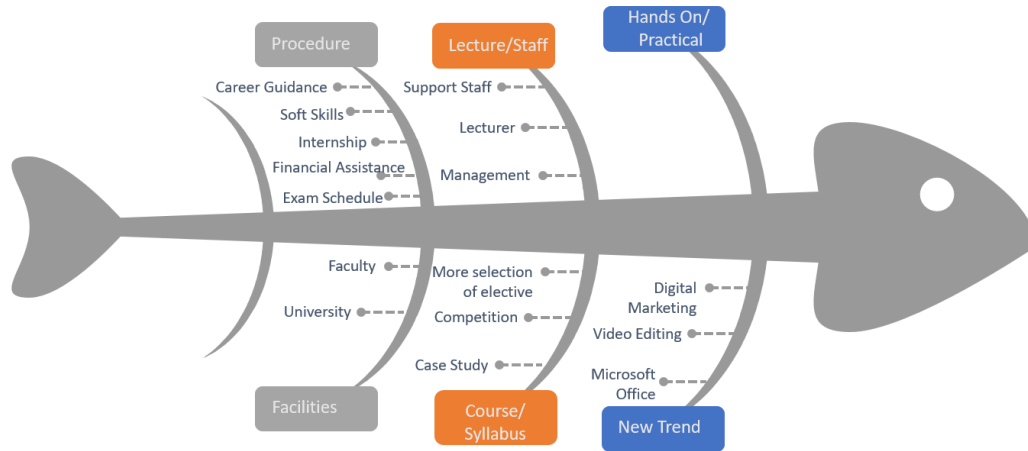 Procedure
Career Guidance
Soft Skills
Internship
Financial Assistance
Exam Schedule
Lecture/Staff
Support Staff
Lecturer
Management
Hands On/
Practical
Faculty
University
Facilities
More selection
of elective
Competition
Case Study
Course/
Syllabus
Digital
Marketing
Video Editing
Microsoft
Office
New Trend